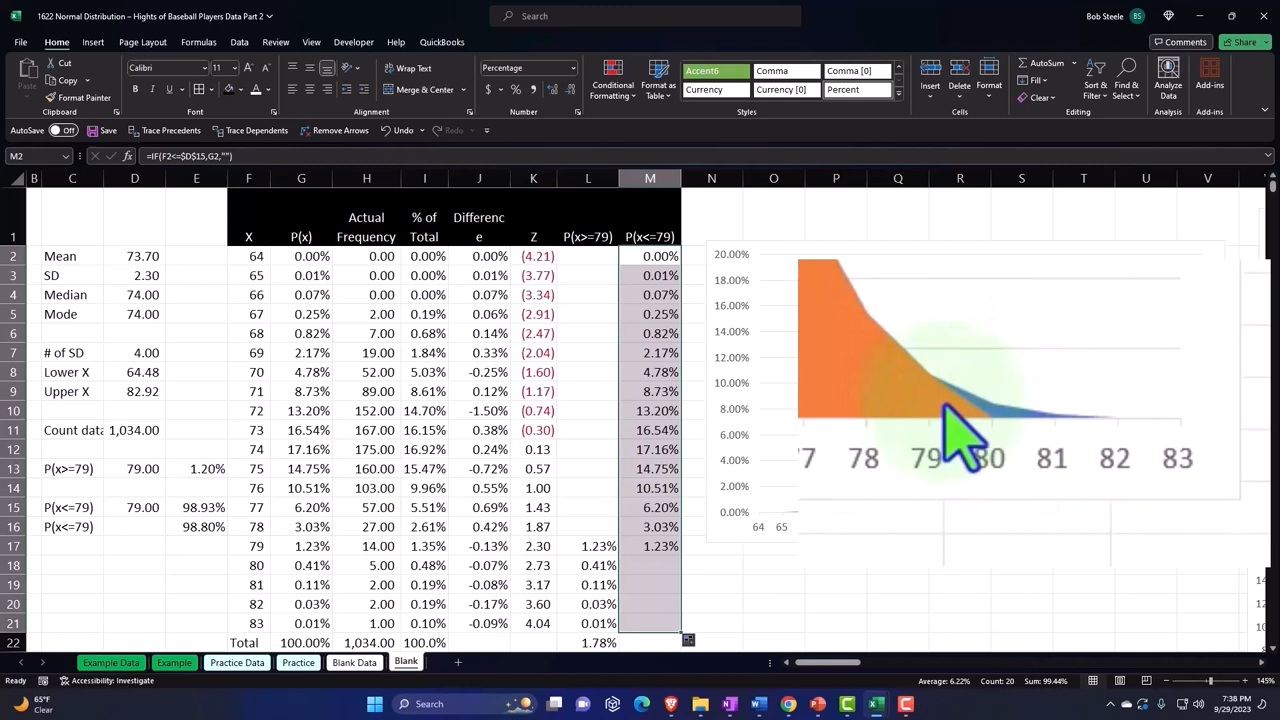 1622 Normal Distribution – Hights of Baseball Players Data Part 2
Search
Bob Steele BS
File Home Insert Page Layout Formulas Data Review View Developer Help QuickBooks Comments Share
Cut
Copy
Format Painter
Calibri 11
Wrap Text
Merge & Center
Percentage
Conditional Formatting
Format as Table
Accent6 Comma Comma [0]
Currency Currency [0] Percent
Insert Delete Format
AutoSum
Fill
Clear
Sort & Filter
Find & Select
Analyze Data
Add-ins
Clipboard Font Alignment Number Styles Cells Editing Analysis Add-ins
AutoSave Off Save Trace Precedents Trace Dependents Remove Arrows Undo Redo
M2 =IF(F2<=$D$15,G2,"")
B C D E F G H I J K L M N O P Q R S T U V
1 X P(x) Actual Frequency % of Total Differenc e Z P(x>=79) P(x<=79)
2 Mean 73.70 64 0.00% 0.00 0.00% 0.00% (4.21) 0.00%
3 SD 2.30 65 0.01% 0.00 0.00% 0.01% (3.77) 0.01%
4 Median 74.00 66 0.07% 0.00 0.00% 0.07% (3.34) 0.07%
5 Mode 74.00 67 0.25% 2.00 0.19% 0.06% (2.91) 0.25%
6 68 0.82% 7.00 0.68% 0.14% (2.47) 0.82%
7 # of SD 4.00 69 2.17% 19.00 1.84% 0.33% (2.04) 2.17%
8 Lower X 64.48 70 4.78% 52.00 5.03% -0.25% (1.60) 4.78%
9 Upper X 82.92 71 8.73% 89.00 8.61% 0.12% (1.17) 8.73%
10 72 13.20% 152.00 14.70% -1.50% (0.74) 13.20%
11 Count data 1,034.00 73 16.54% 167.00 16.15% 0.38% (0.30) 16.54%
12 74 17.16% 175.00 16.92% 0.24% 0.13 17.16%
13 P(x>=79) 79.00 1.20% 75 14.75% 160.00 15.47% -0.72% 0.57 14.75%
14 76 10.51% 103.00 9.96% 0.55% 1.00 10.51%
15 P(x<=79) 79.00 98.93% 77 6.20% 57.00 5.51% 0.69% 1.43 6.20%
16 P(x<=79) 98.80% 78 3.03% 27.00 2.61% 0.42% 1.87 3.03%
17 79 1.23% 14.00 1.35% -0.13% 2.30 1.23% 1.23%
18 80 0.41% 5.00 0.48% -0.07% 2.73 0.41%
19 81 0.11% 2.00 0.19% -0.08% 3.17 0.11%
20 82 0.03% 2.00 0.19% -0.17% 3.60 0.03%
21 83 0.01% 1.00 0.10% -0.09% 4.04 0.01%
22 Total 100.00% 1,034.00 100.0% 1.78%
20.00%
18.00%
16.00%
14.00%
12.00%
10.00%
8.00%
6.00%
4.00%
2.00%
0.00%
64 65
78 79 80 81 82 83
Example Data Example Practice Data Practice Blank Data Blank
Ready Accessibility: Investigate Average: 6.22% Count: 20 Sum: 99.44% 145%
65°F
Clear
Search
7:38 PM
9/29/2023